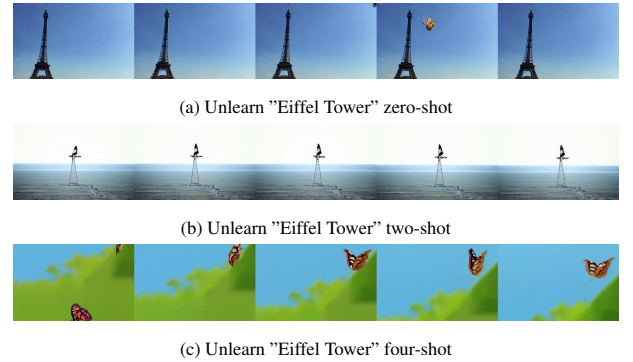 (a) Unlearn ”Eiffel Tower” zero-shot
(b) Unlearn ”Eiffel Tower” two-shot
(c) Unlearn ”Eiffel Tower” four-shot